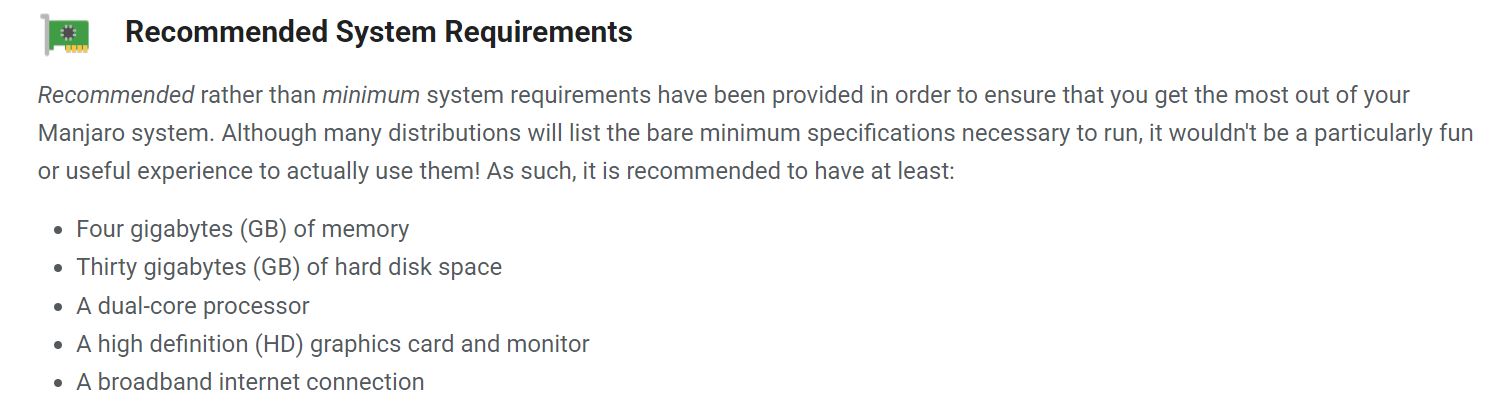 Recommended System Requirements
Recommended rather than minimum system requirements have been provided in order to ensure that you get the most out of your
Manjaro system. Although many distributions will list the bare minimum specifications necessary to run, it wouldn't be a particularly fun
or useful experience to actually use them! As such, it is recommended to have at least:
• Four gigabytes (GB) of memory
• Thirty gigabytes (GB) of hard disk space
• A dual-core processor
• A high definition (HD) graphics card and monitor
• A broadband internet connection